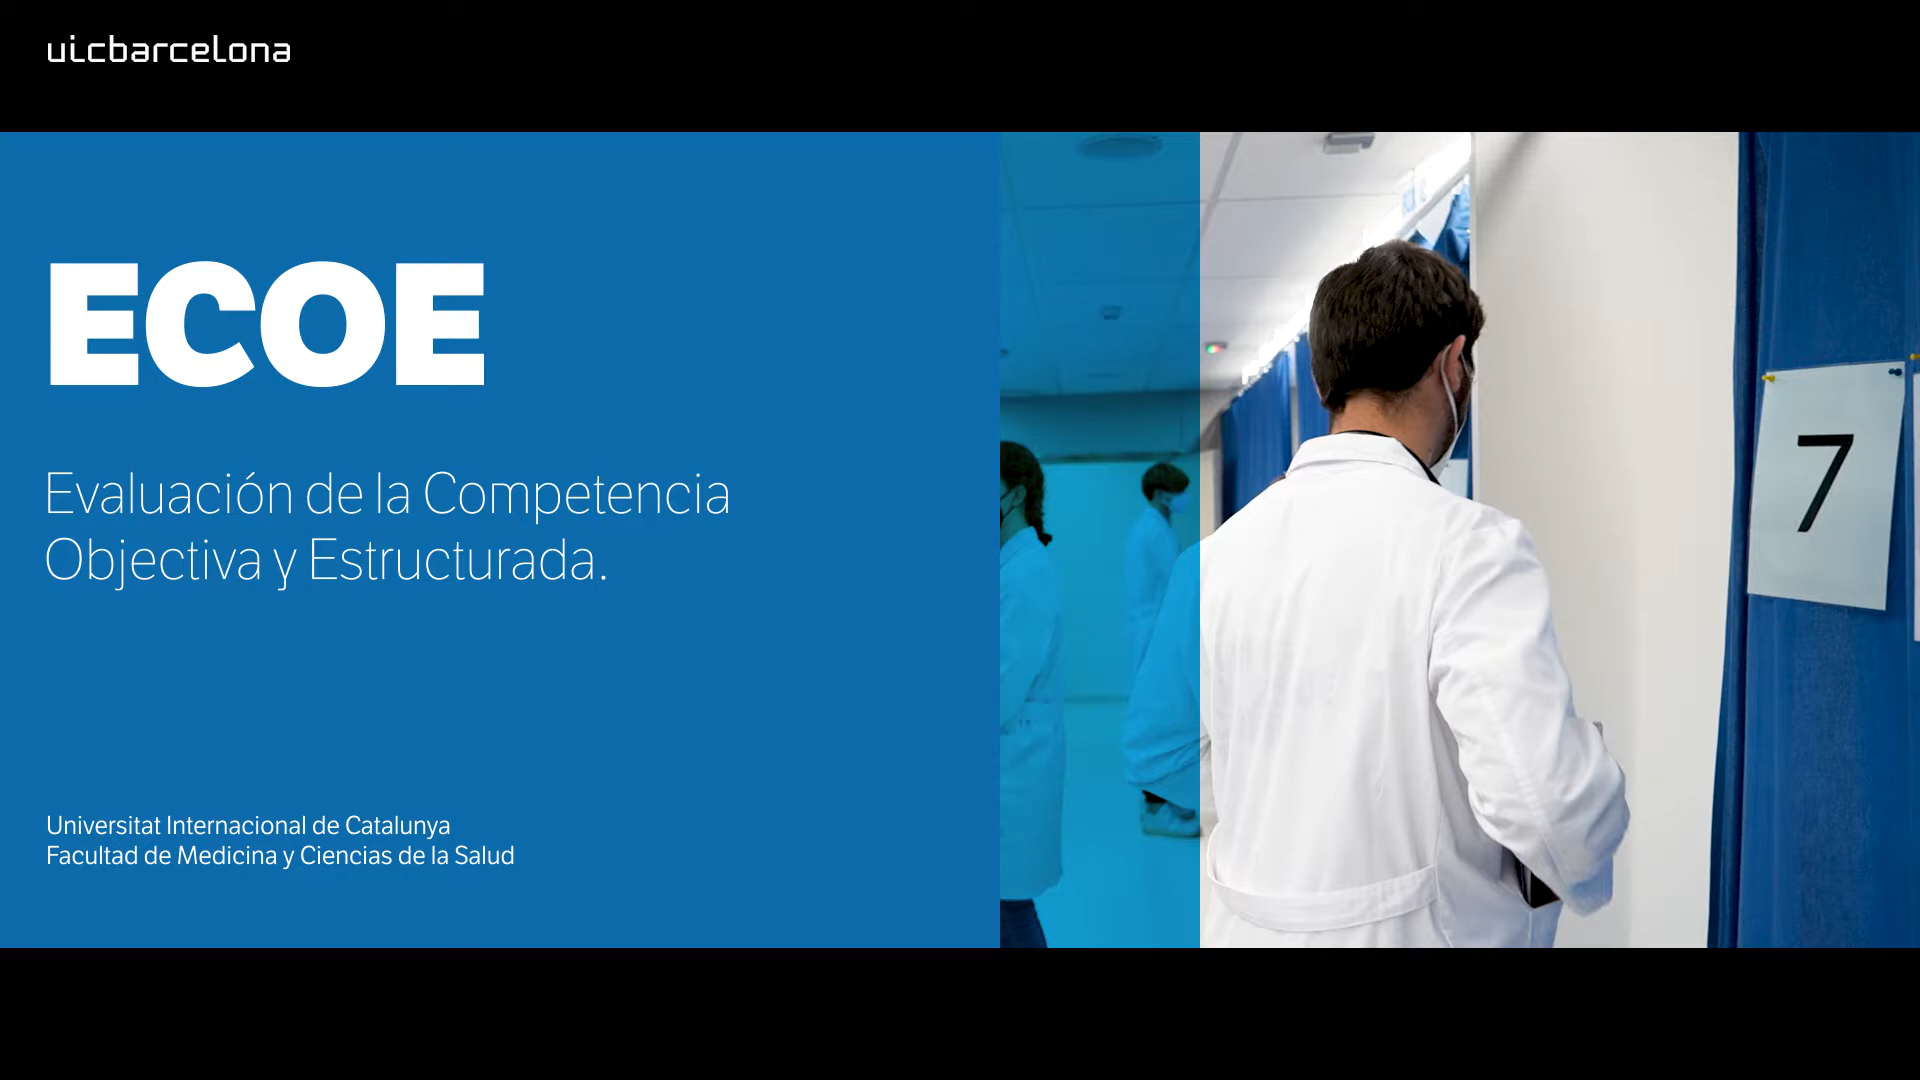 uicbarcelona
ECOE
Evaluación de la Competencia
Objectiva y Estructurada.
7
Universitat Internacional de Catalunya
Facultad de Medicina y Ciencias de la Salud